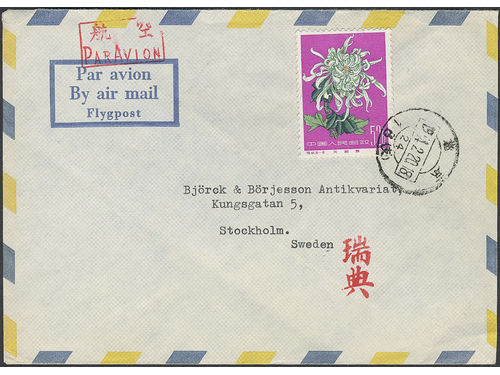 航空
PAR AVION
Par avion
By air mail
Flygpost
中国人民邮政
Björck & Börjesson Antikvariat,
Kungsgatan 5,
Stockholm.
Sweden
瑞典